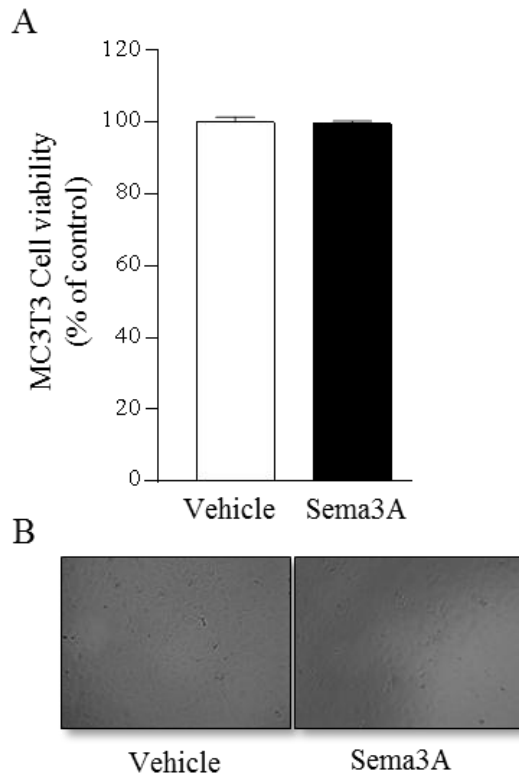 A
MC3T3 Cell viability
(% of control)
120
100
80
60
40
20
0
Vehicle Sema3A
B
Vehicle Sema3A